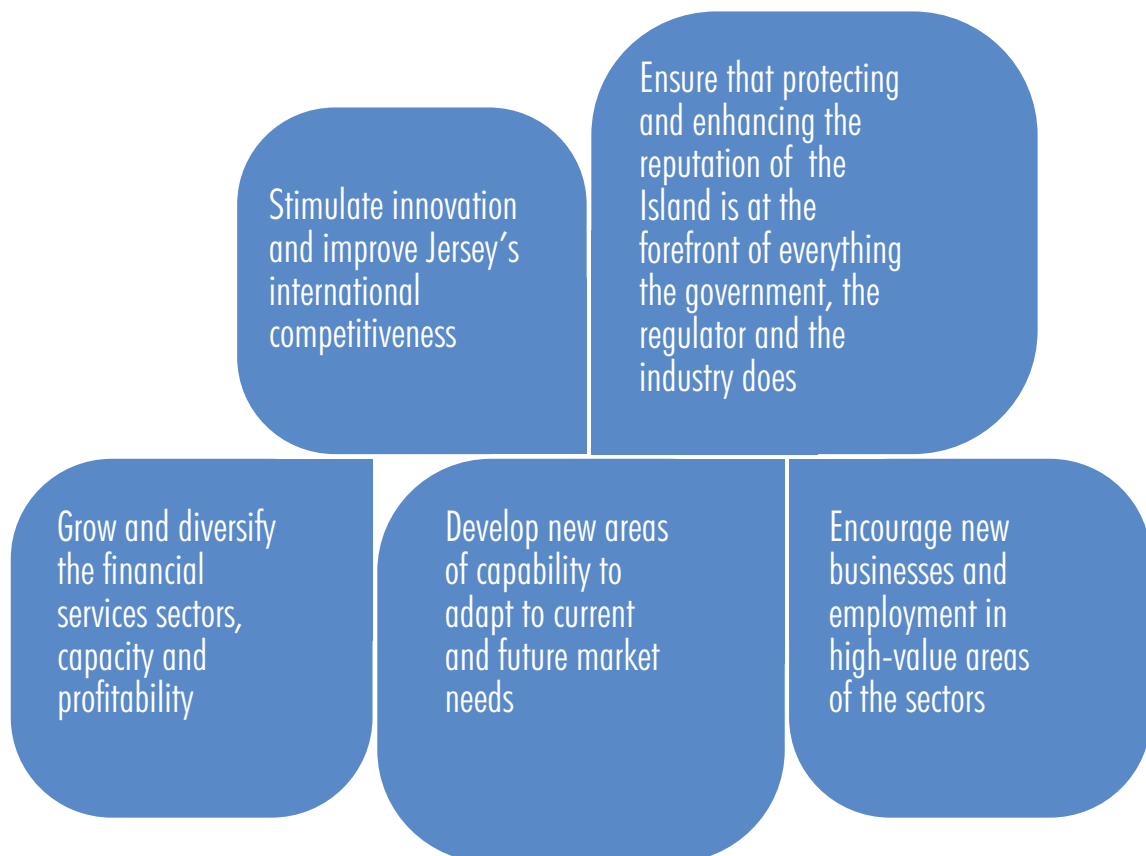 Stimulate innovation
and improve Jersey's
international
competitiveness
Ensure that protecting
and enhancing the
reputation of the
Island is at the
forefront of everything
the government, the
regulator and the
industry does
Grow and diversify
the financial
services sectors,
capacity and
profitability
Develop new areas
of capability to
adapt to current
and future market
needs
Encourage new
businesses and
employment in
high-value areas
of the sectors